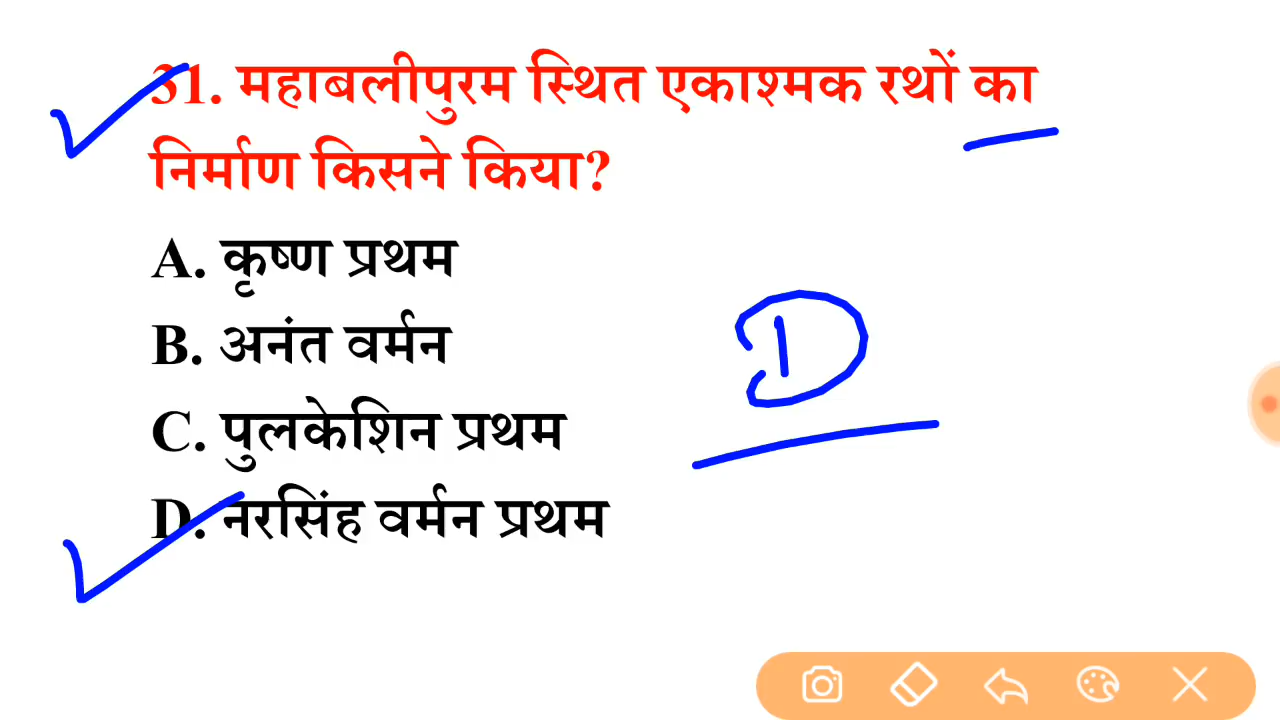 31. महाबलीपुरम स्थित एकाश्मक रथों का
निर्माण किसने किया?
A. कृष्ण प्रथम
B. अनंत वर्मन
C. पुलकेशिन प्रथम
D. नरसिंह वर्मन प्रथम
D